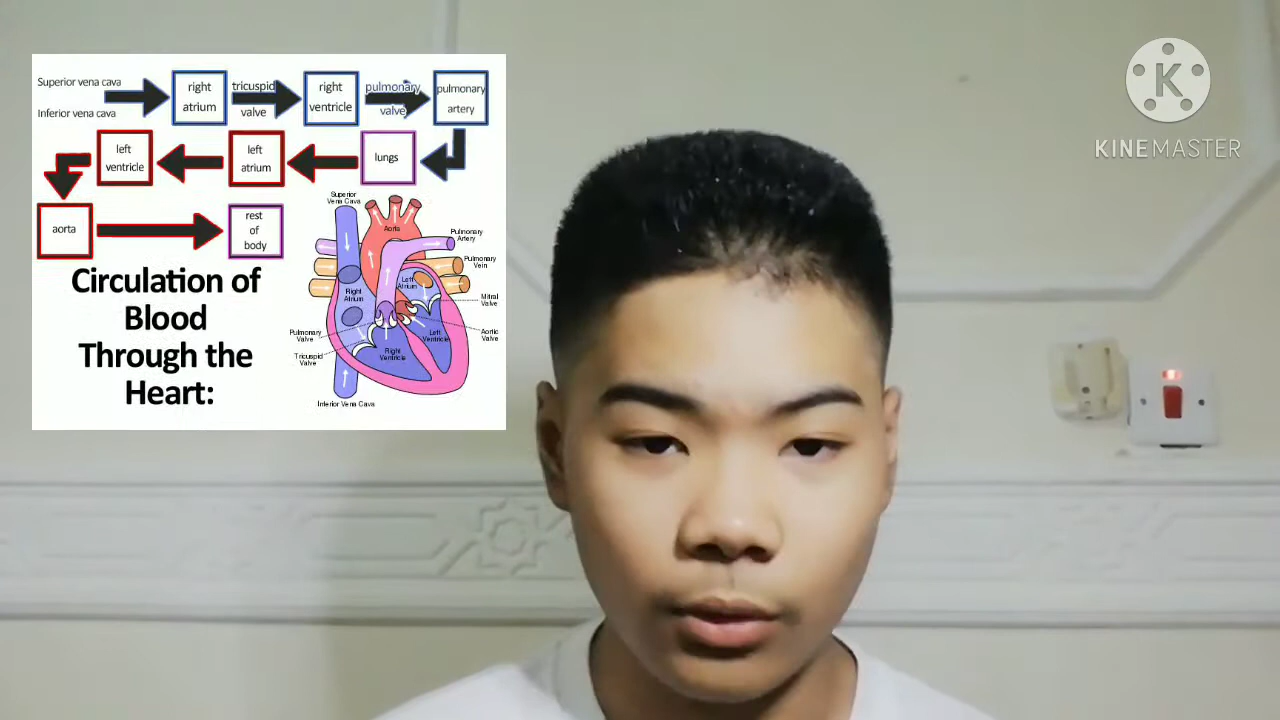 Superior vena cava
Inferior vena cava
right
atrium
tricuspid
valve
right
ventricle
pulmonary
valve
pulmonary
artery
left
ventricle
left
atrium
lungs
aorta
rest
of
body
Circulation of
Blood
Through the
Heart:
Superior
Vena Cava
Aorta
Pulmonary
Artery
Pulmonary
Vein
Left
Atrium
Right
Atrium
Mitral
Valve
Pulmonary
Valve
Aortic
Valve
Left
Ventricle
Tricuspid
Valve
Right
Ventricle
Inferior Vena Cava
K
KINEMASTER